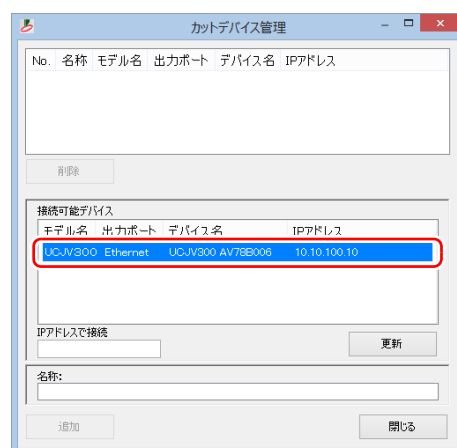 カットデバイス管理
No. 名称 モデル名 出力ポート デバイス名 IPアドレス
削除
接続可能デバイス
モデル名 出力ポート デバイス名 IPアドレス
UCJV300 Ethernet UCJV300 AV78B006 10.10.100.10
IPアドレスで接続
更新
名称:
追加 閉じる